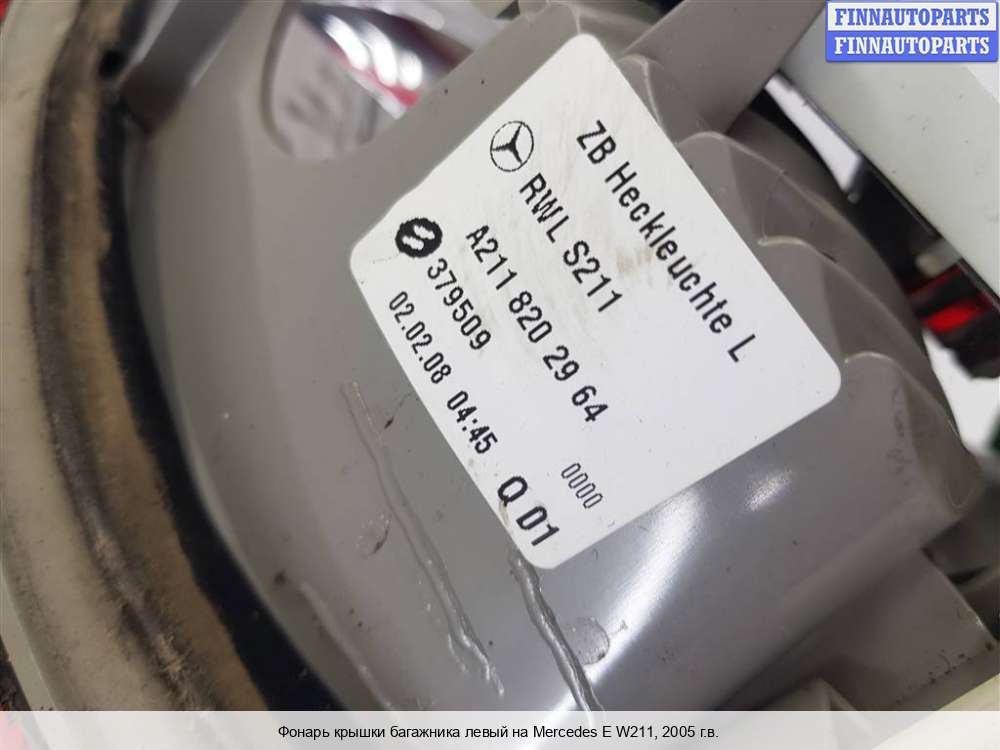 FINNAUTOPARTS
FINNAUTOPARTS
ZB Heckleuchte L
RWL S211
A211 820 29 64
379509
0000
02.02.08 04:45 Q 01
Фонарь крышки багажника левый на Mercedes E W211, 2005 г.в.